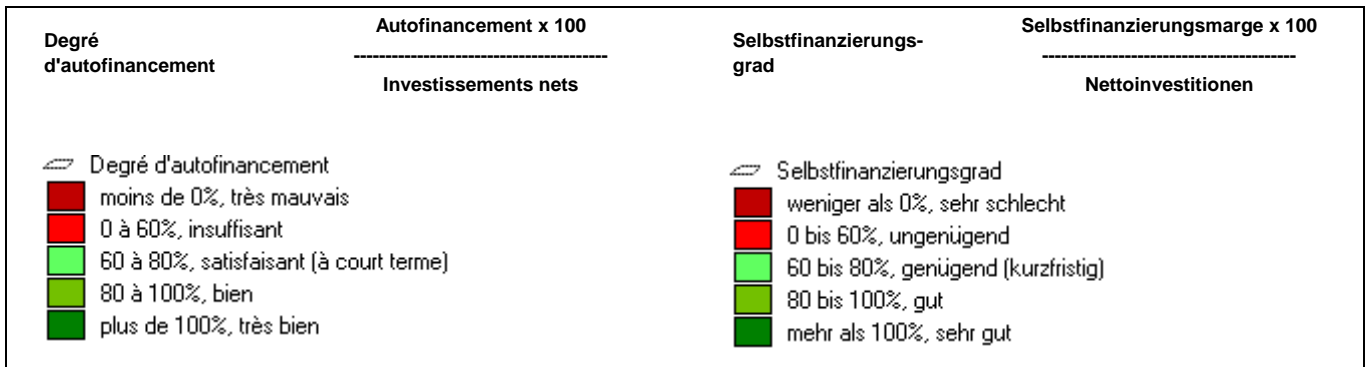 Degré
d'autofinancement
Autofinancement x 100
---------------------------------------
Investissements nets
Degré d'autofinancement
moins de 0%, très mauvais
0 à 60%, insuffisant
60 à 80%, satisfaisant (à court terme)
80 à 100%, bien
plus de 100%, très bien
Selbstfinanzierungs-
grad
Selbstfinanzierungsmarge x 100
---------------------------------------
Nettoinvestitionen
Selbstfinanzierungsgrad
weniger als 0%, sehr schlecht
0 bis 60%, ungenügend
60 bis 80%, genügend (kurzfristig)
80 bis 100%, gut
mehr als 100%, sehr gut